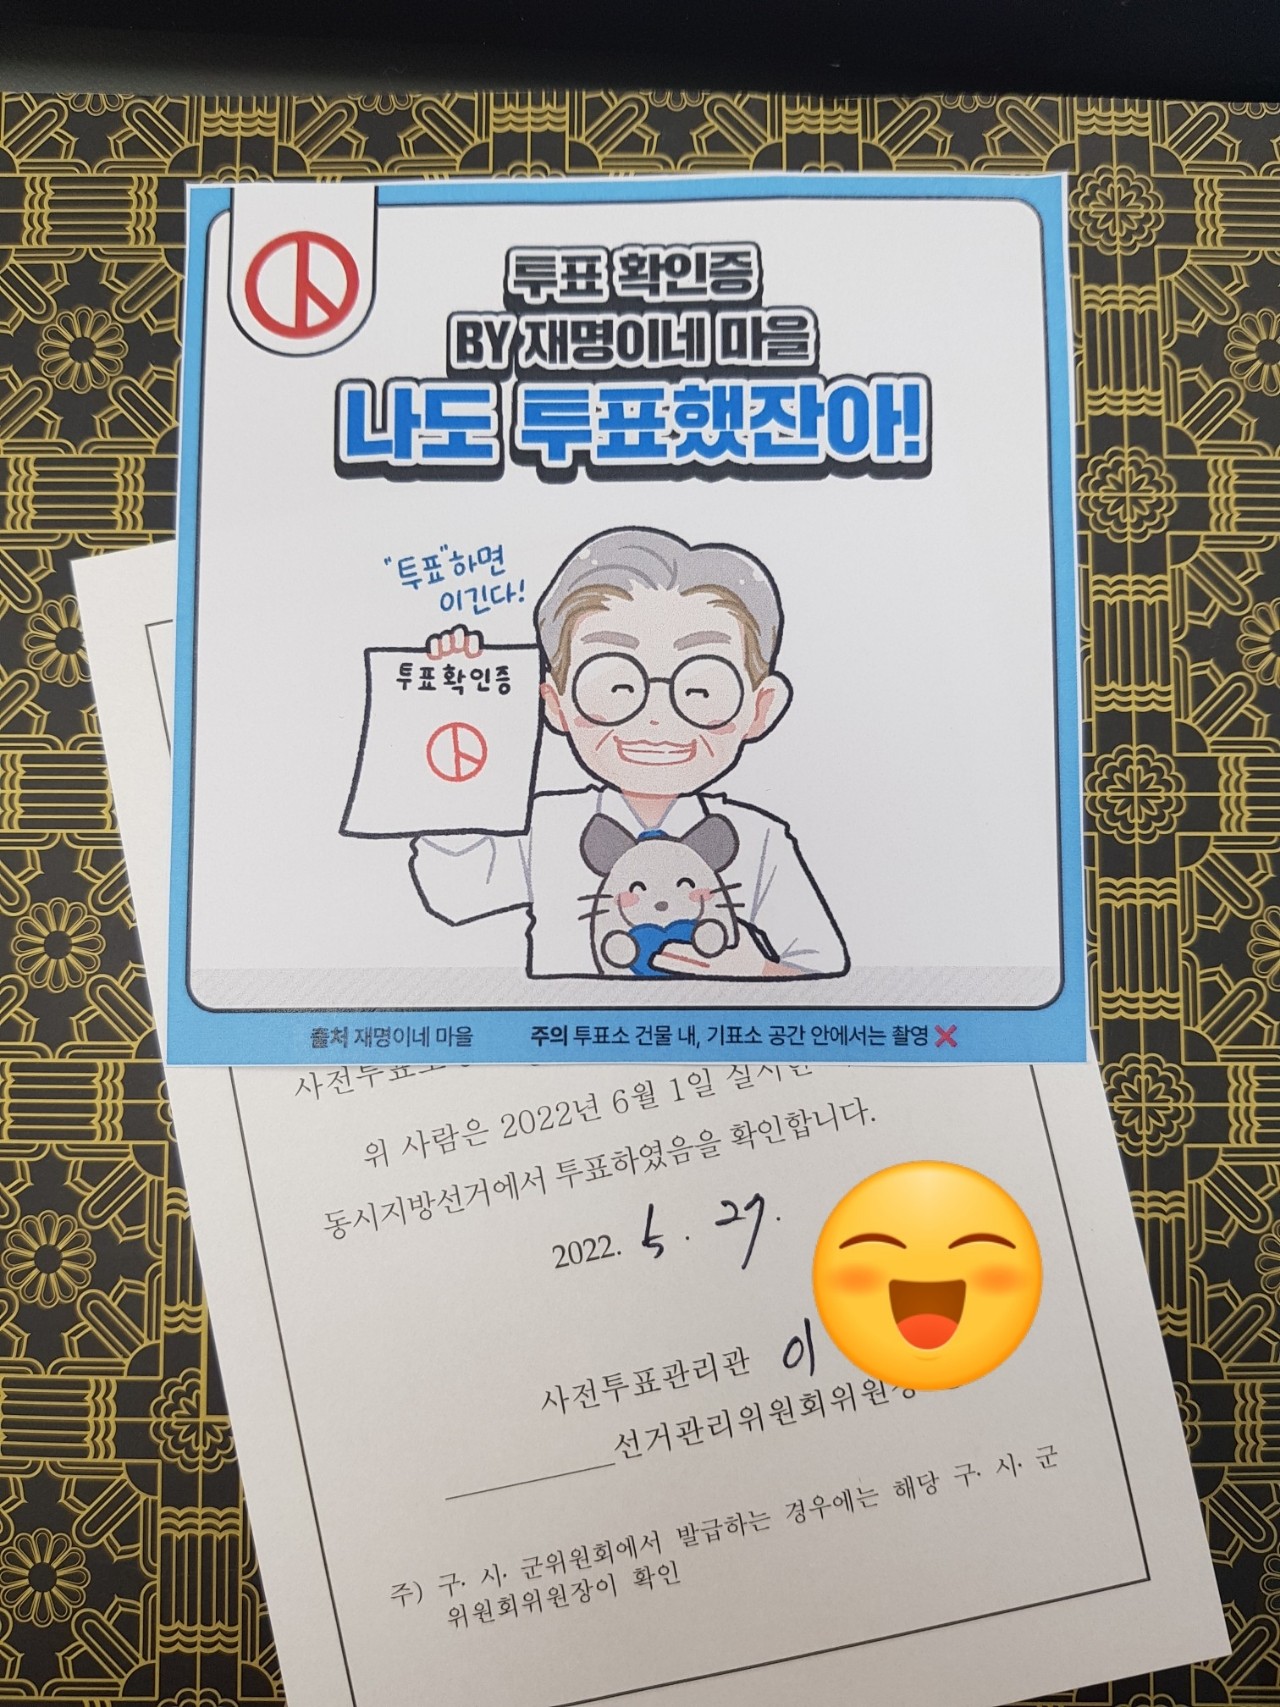 투표 확인증
BY 재명이네 마을
나도 투표했잖아!
"투표"하면
이긴다!
투표확인증
출처 재명이네 마을 주의 투표소 건물 내, 기표소 공간 안에서는 촬영 ❌
위 사람은 2022년 6월 1일 실시한
동시지방선거에서 투표하였음을 확인합니다.
2022. 5. 27.
사전투표관리관 이
선거관리위원회위원장
주) 구· 시· 군위원회에서 발급하는 경우에는 해당 구· 시· 군
위원회위원장이 확인